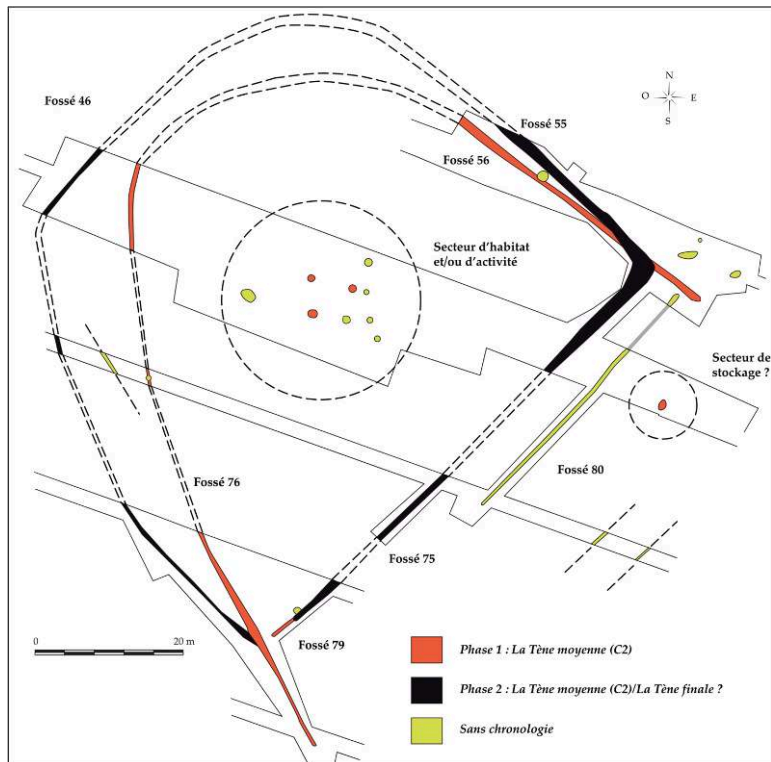 Fossé 46
Fossé 55
N
O
E
S
Fossé 56
Secteur d'habitat
et/ou d'activité
Secteur de
stockage ?
Fossé 80
Fossé 76
Fossé 75
Fossé 79
0
20 m
Phase 1 : La Tène moyenne (C2)
Phase 2 : La Tène moyenne (C2)/La Tène finale ?
Sans chronologie